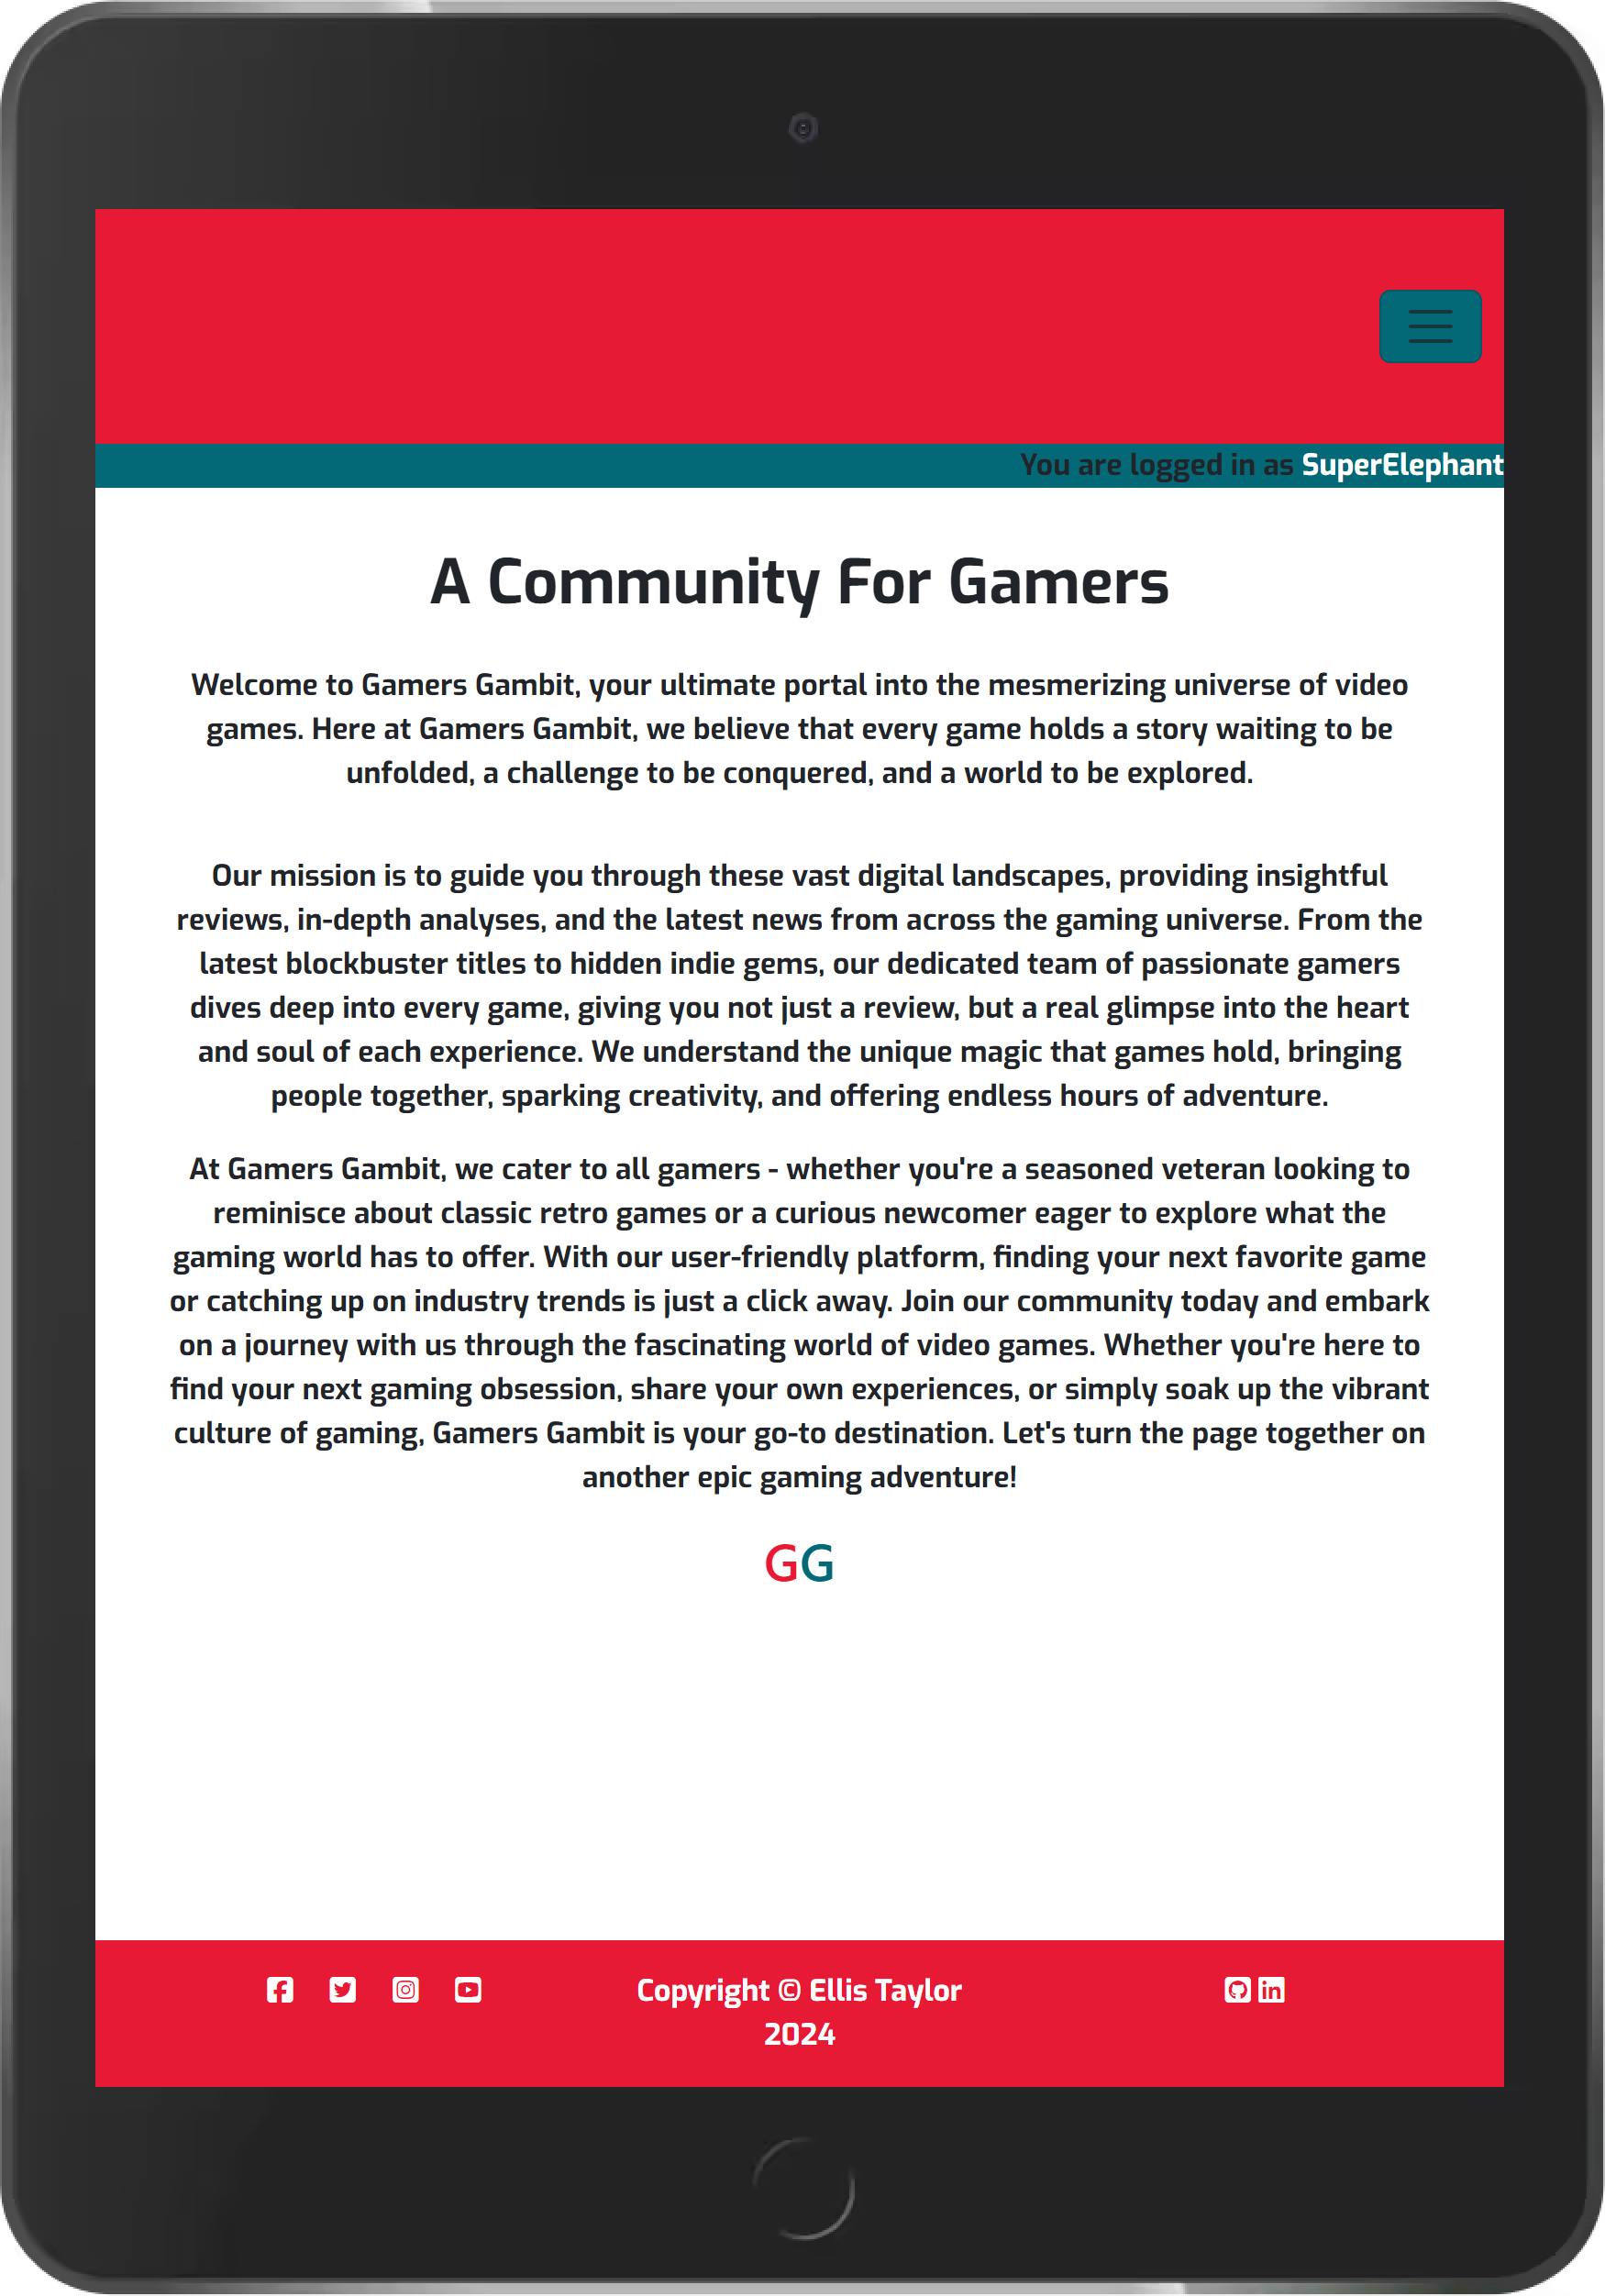 You are logged in as SuperElephant
A Community For Gamers
Welcome to Gamers Gambit, your ultimate portal into the mesmerizing universe of video
games. Here at Gamers Gambit, we believe that every game holds a story waiting to be
unfolded, a challenge to be conquered, and a world to be explored.
Our mission is to guide you through these vast digital landscapes, providing insightful
reviews, in-depth analyses, and the latest news from across the gaming universe. From the
latest blockbuster titles to hidden indie gems, our dedicated team of passionate gamers
dives deep into every game, giving you not just a review, but a real glimpse into the heart
and soul of each experience. We understand the unique magic that games hold, bringing
people together, sparking creativity, and offering endless hours of adventure.
At Gamers Gambit, we cater to all gamers - whether you're a seasoned veteran looking to
reminisce about classic retro games or a curious newcomer eager to explore what the
gaming world has to offer. With our user-friendly platform, finding your next favorite game
or catching up on industry trends is just a click away. Join our community today and embark
on a journey with us through the fascinating world of video games. Whether you're here to
find your next gaming obsession, share your own experiences, or simply soak up the vibrant
culture of gaming, Gamers Gambit is your go-to destination. Let's turn the page together on
another epic gaming adventure!
GG
Copyright © Ellis Taylor
2024